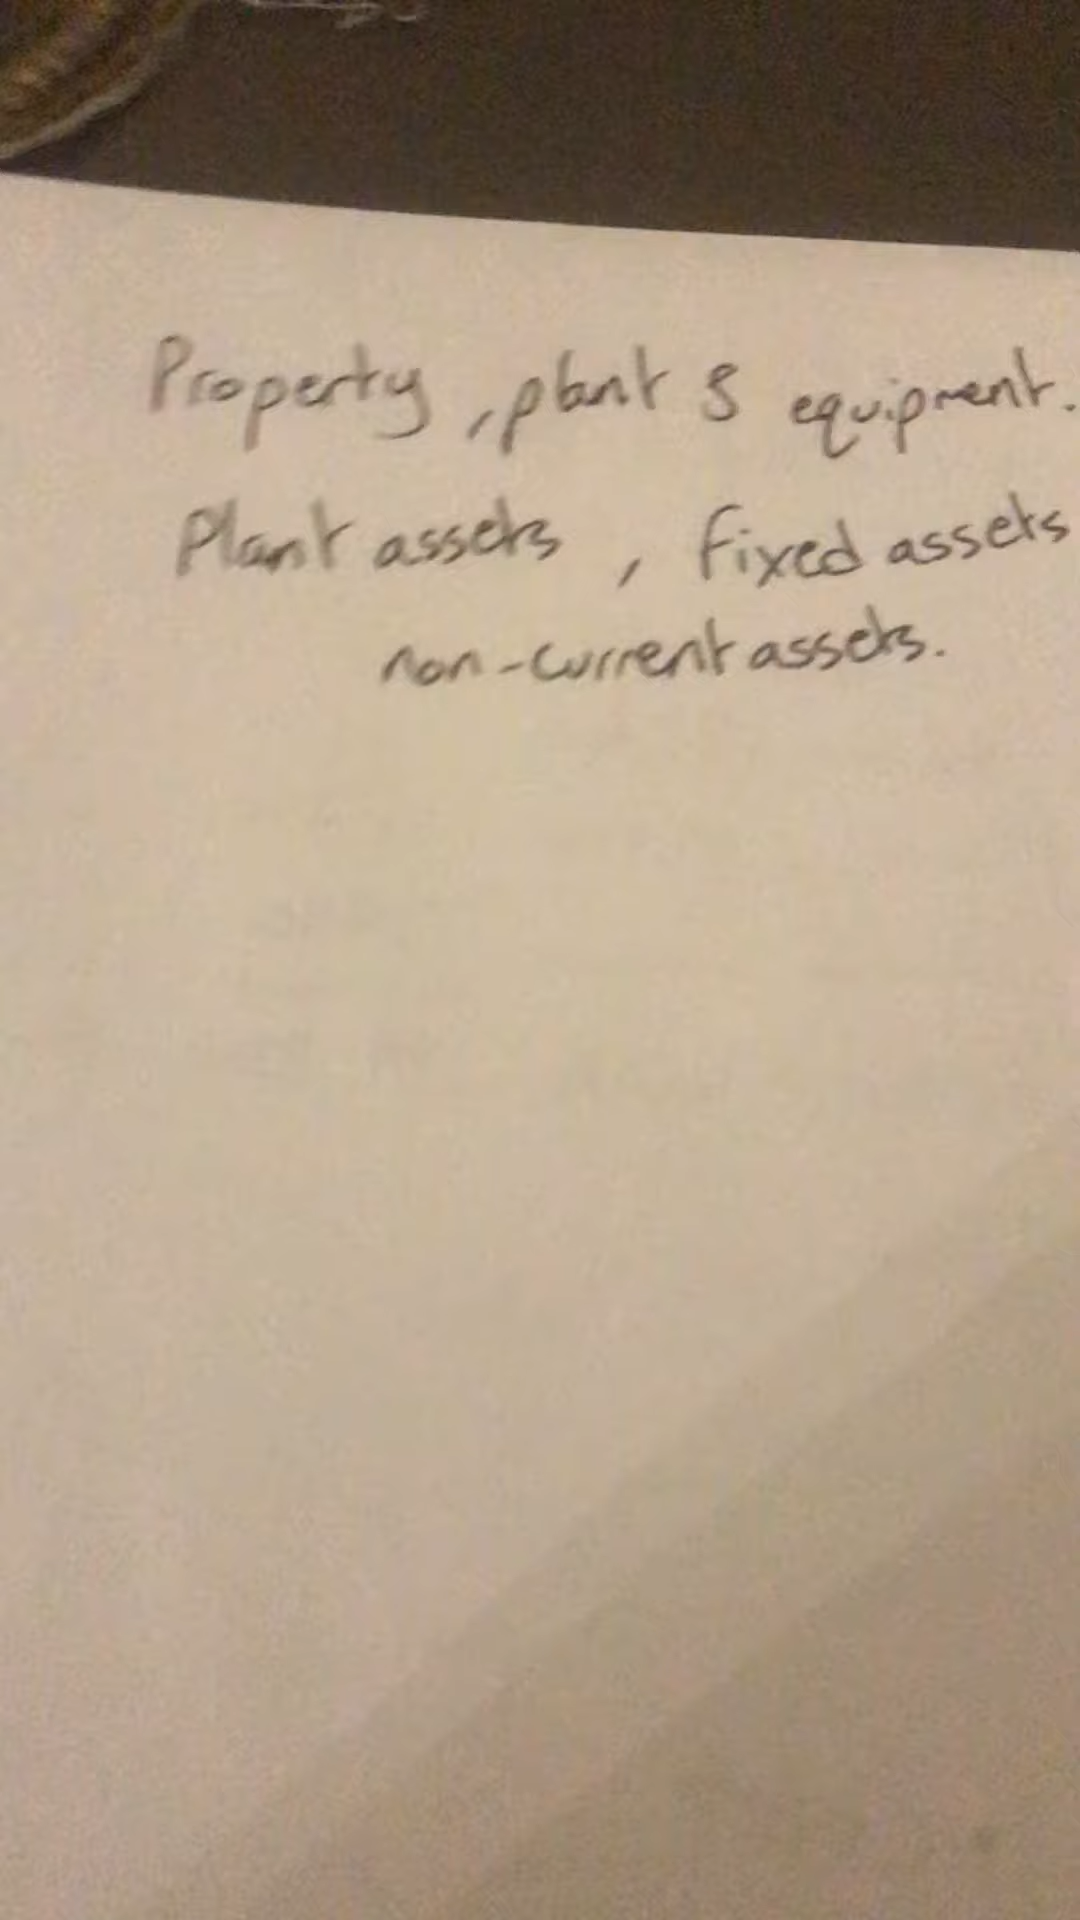 Property, plant & equipment.
Plant assets, fixed assets
non-current assets.